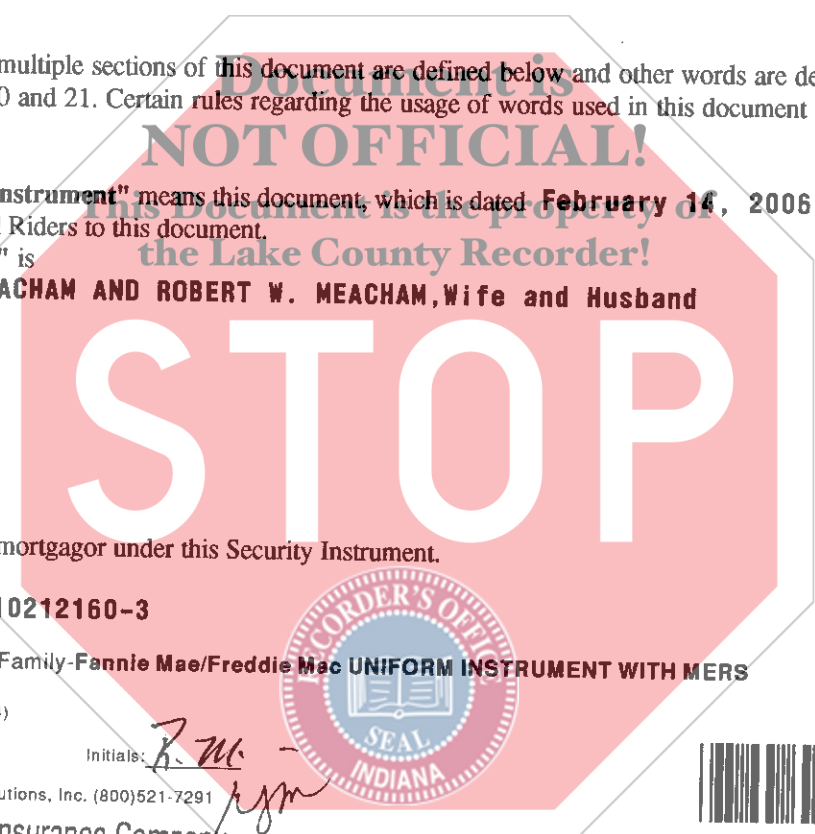 multiple sections of this document are defined below and other words are de
Document is
0 and 21. Certain rules regarding the usage of words used in this document
NOT OFFICIAL!
nstrument" means this document, which is dated February 14, 2006
This Document is the property of
Riders to this document.
" is
the Lake County Recorder!
ACHAM AND ROBERT W. MEACHAM,Wife and Husband
STOP
mortgagor under this Security Instrument.
10212160-3
RECORDER'S OFFICE
Family-Fannie Mae/Freddie Mac UNIFORM INSTRUMENT WITH MERS
SEAL
INDIANA
Initials: R. M.
utions, Inc. (800)521-7291
nsurance Company